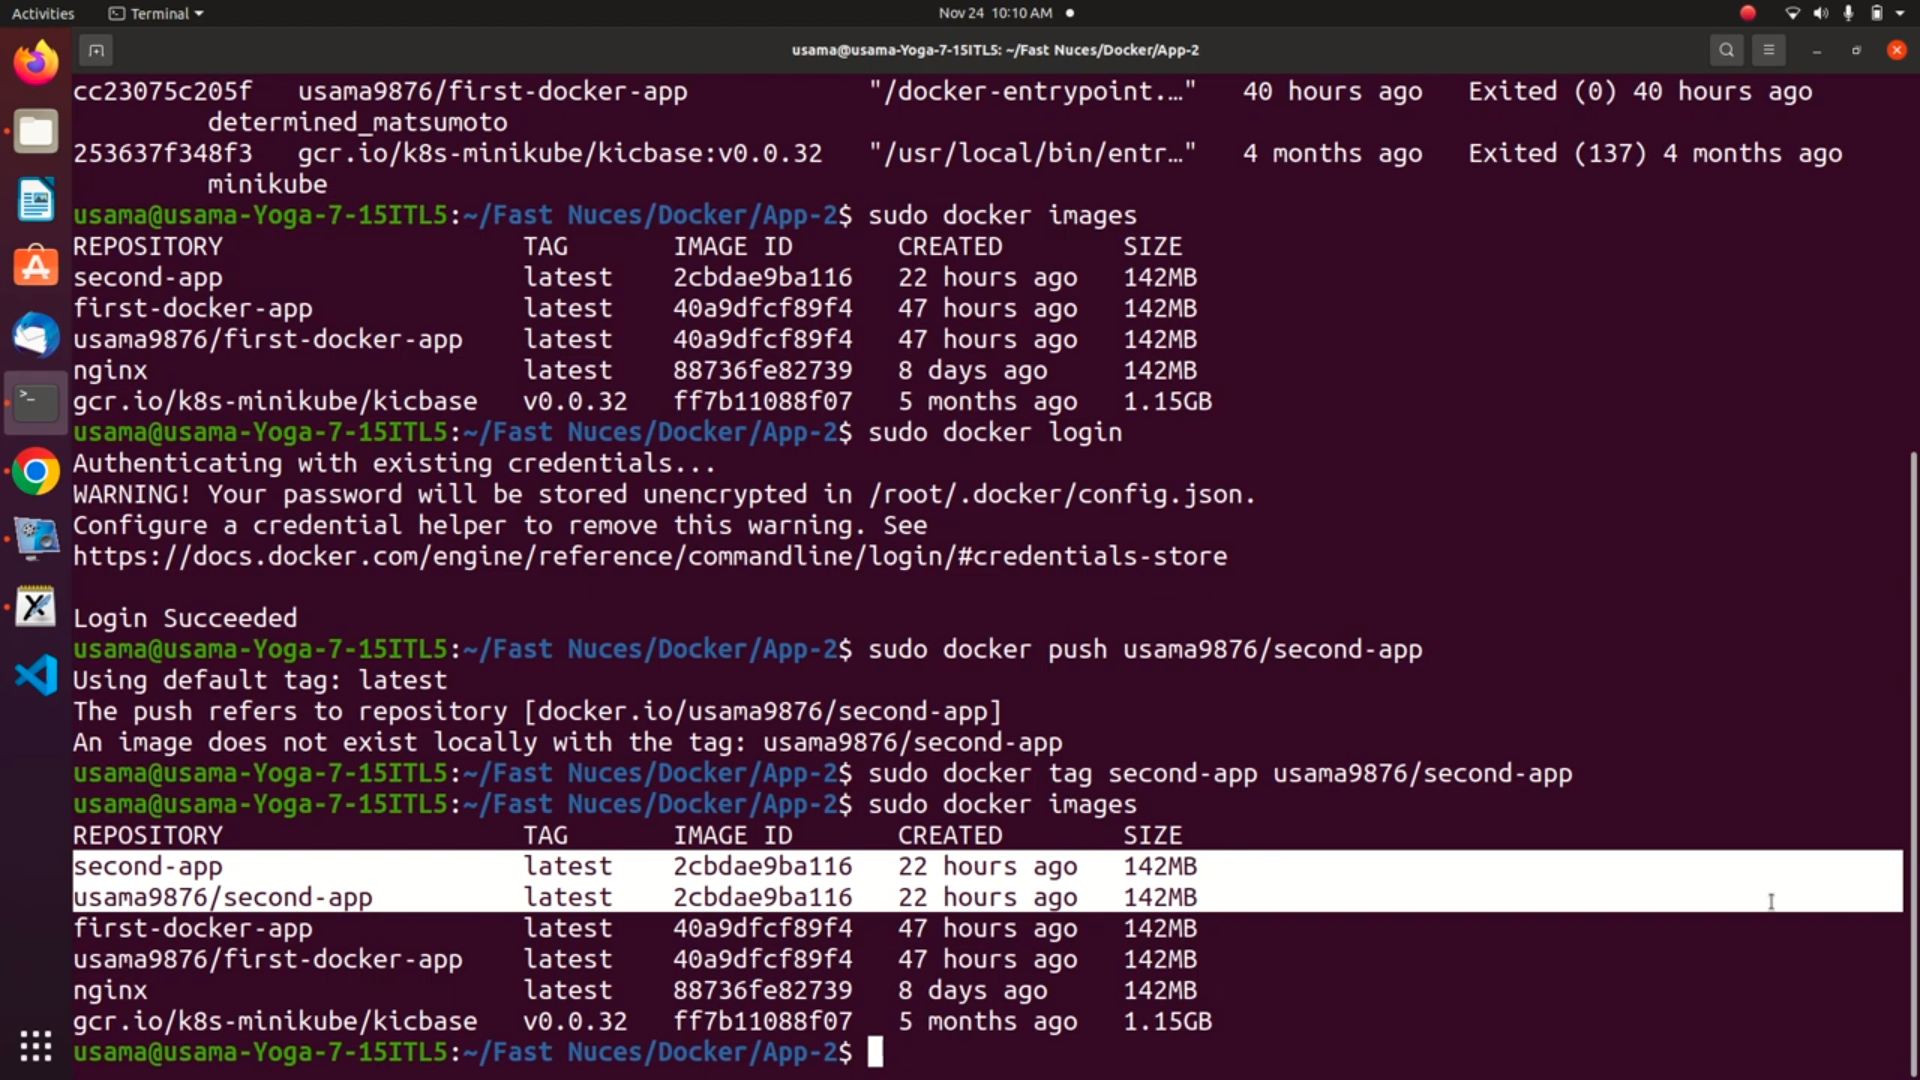 Activities Terminal Nov 24 10:10 AM
usama@usama-Yoga-7-15ITL5: ~/Fast Nuces/Docker/App-2
cc23075c205f usama9876/first-docker-app "/docker-entrypoint.…" 40 hours ago Exited (0) 40 hours ago
determined_matsumoto
253637f348f3 gcr.io/k8s-minikube/kicbase:v0.0.32 "/usr/local/bin/entr…" 4 months ago Exited (137) 4 months ago
minikube
usama@usama-Yoga-7-15ITL5:~/Fast Nuces/Docker/App-2$ sudo docker images
REPOSITORY TAG IMAGE ID CREATED SIZE
second-app latest 2cbdae9ba116 22 hours ago 142MB
first-docker-app latest 40a9dfcf89f4 47 hours ago 142MB
usama9876/first-docker-app latest 40a9dfcf89f4 47 hours ago 142MB
nginx latest 88736fe82739 8 days ago 142MB
gcr.io/k8s-minikube/kicbase v0.0.32 ff7b11088f07 5 months ago 1.15GB
usama@usama-Yoga-7-15ITL5:~/Fast Nuces/Docker/App-2$ sudo docker login
Authenticating with existing credentials...
WARNING! Your password will be stored unencrypted in /root/.docker/config.json.
Configure a credential helper to remove this warning. See
https://docs.docker.com/engine/reference/commandline/login/#credentials-store
Login Succeeded
usama@usama-Yoga-7-15ITL5:~/Fast Nuces/Docker/App-2$ sudo docker push usama9876/second-app
Using default tag: latest
The push refers to repository [docker.io/usama9876/second-app]
An image does not exist locally with the tag: usama9876/second-app
usama@usama-Yoga-7-15ITL5:~/Fast Nuces/Docker/App-2$ sudo docker tag second-app usama9876/second-app
usama@usama-Yoga-7-15ITL5:~/Fast Nuces/Docker/App-2$ sudo docker images
REPOSITORY TAG IMAGE ID CREATED SIZE
second-app latest 2cbdae9ba116 22 hours ago 142MB
usama9876/second-app latest 2cbdae9ba116 22 hours ago 142MB
first-docker-app latest 40a9dfcf89f4 47 hours ago 142MB
usama9876/first-docker-app latest 40a9dfcf89f4 47 hours ago 142MB
nginx latest 88736fe82739 8 days ago 142MB
gcr.io/k8s-minikube/kicbase v0.0.32 ff7b11088f07 5 months ago 1.15GB
usama@usama-Yoga-7-15ITL5:~/Fast Nuces/Docker/App-2$